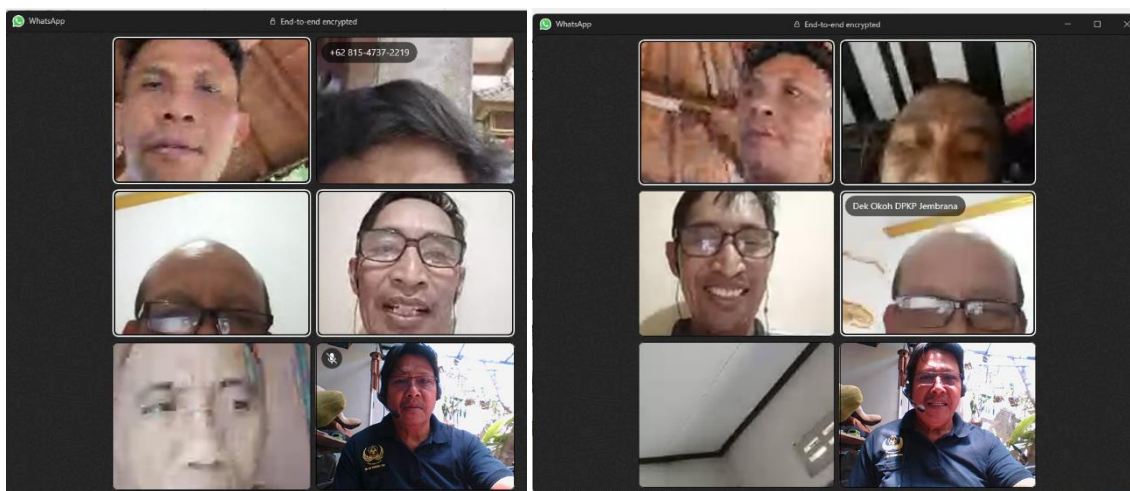 WhatsApp
End-to-end encrypted
+62 815-4737-2219
WhatsApp
End-to-end encrypted
Dek Okoh DPKP Jembrana